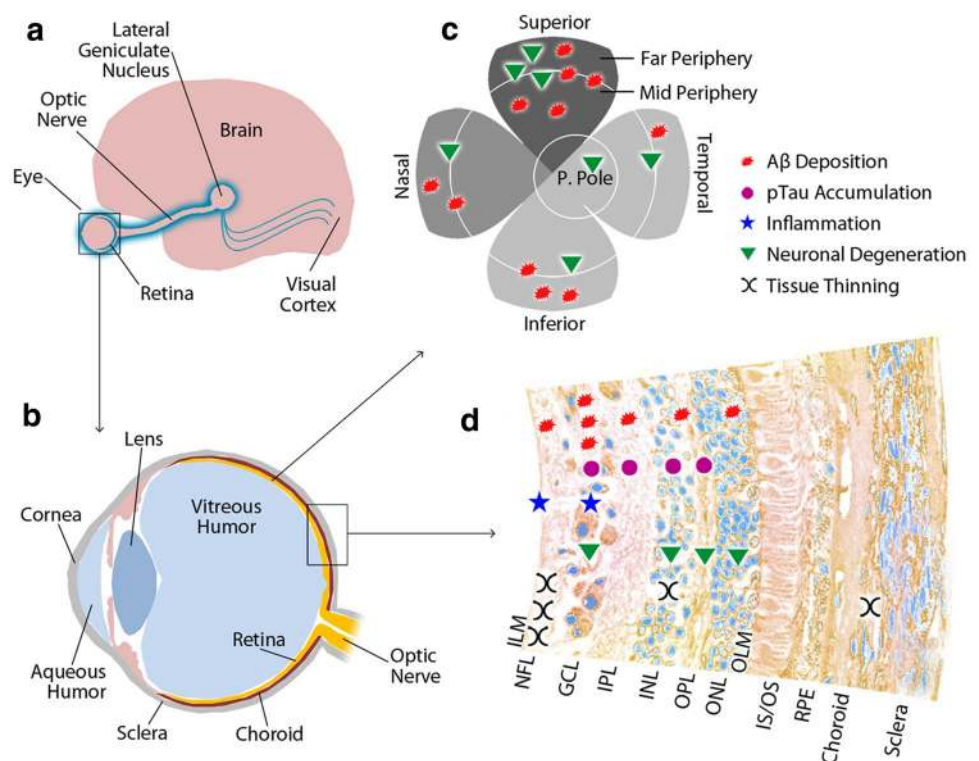 a
Lateral
Geniculate
Nucleus
Optic
Nerve
Brain
Eye
Retina
Visual
Cortex
c
Superior
Far Periphery
Mid Periphery
Nasal
P. Pole
Temporal
Inferior
Aβ Deposition
pTau Accumulation
Inflammation
Neuronal Degeneration
Tissue Thinning
b
Lens
Cornea
Vitreous
Humor
Aqueous
Humor
Retina
Optic
Nerve
Sclera
Choroid
d
ILM
NFL
GCL
IPL
INL
OPL
ONL
OLM
IS/OS
RPE
Choroid
Sclera